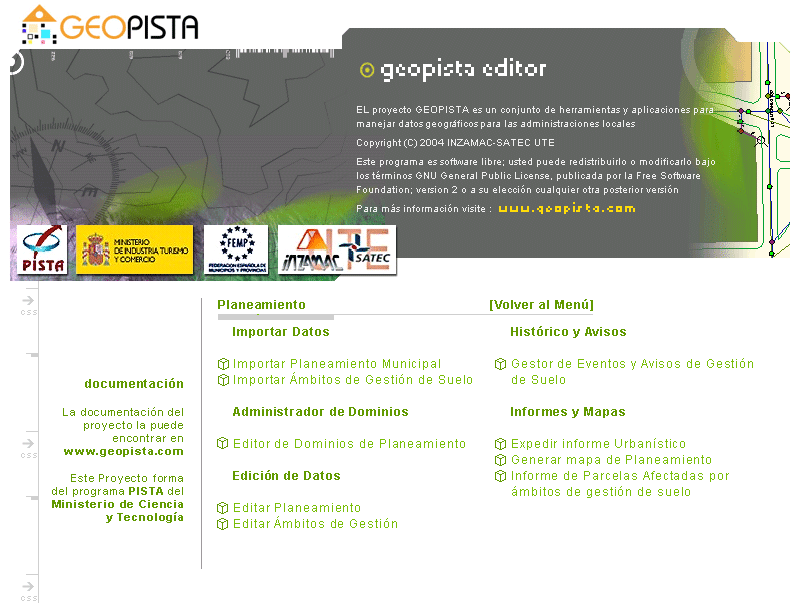 GEOPISTA
geopista editor
EL proyecto GEOPISTA es un conjunto de herramientas y aplicaciones para
manejar datos geográficos para las administraciones locales
Copyright (C) 2004 INZAMAC-SATEC UTE
Este programa es software libre; usted puede redistribuirlo o modificarlo bajo
los términos GNU General Public License, publicada por la Free Software
Foundation; version 2 o a su elección cualquier otra posterior versión
Para más información visite : www.geopista.com
N
PISTA
MINISTERIO
DE INDUSTRIA, TURISMO
Y COMERCIO
FEMP
FEDERACION ESPAÑOLA DE
MUNICIPIOS Y PROVINCIAS
INZAMAC
SATEC
css
css
css
documentación
La documentación del
proyecto la puede
encontrar en
www.geopista.com
Este Proyecto forma
del programa PISTA del
Ministerio de Ciencia
y Tecnología
Planeamiento
Importar Datos
Importar Planeamiento Municipal
Importar Ámbitos de Gestión de Suelo
Administrador de Dominios
Editor de Dominios de Planeamiento
Edición de Datos
Editar Planeamiento
Editar Ámbitos de Gestión
[Volver al Menú]
Histórico y Avisos
Gestor de Eventos y Avisos de Gestión
de Suelo
Informes y Mapas
Expedir informe Urbanístico
Generar mapa de Planeamiento
Informe de Parcelas Afectadas por
ámbitos de gestión de suelo